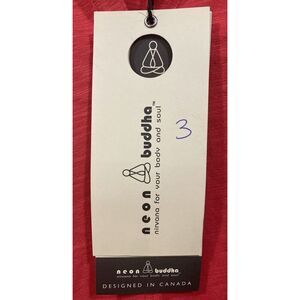 neon buddha™
nirvana for your body and soul
3
neon buddha
nirvana for your body and soul
DESIGNED IN CANADA